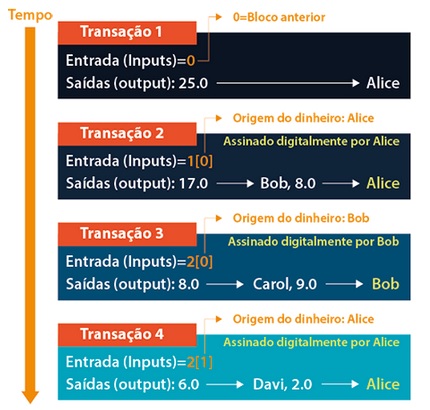 Tempo
0=Bloco anterior
Transação 1
Entrada (Inputs)=0
Saídas (output): 25.0 Alice
Origem do dinheiro: Alice
Transação 2
Assinado digitalmente por Alice
Entrada (Inputs)=1[0]
Saídas (output): 17.0 Bob, 8.0 Alice
Origem do dinheiro: Bob
Transação 3
Assinado digitalmente por Bob
Entrada (Inputs)=2[0]
Saídas (output): 8.0 Carol, 9.0 Bob
Origem do dinheiro: Alice
Transação 4
Assinado digitalmente por Alice
Entrada (Inputs)=2[1]
Saídas (output): 6.0 Davi, 2.0 Alice